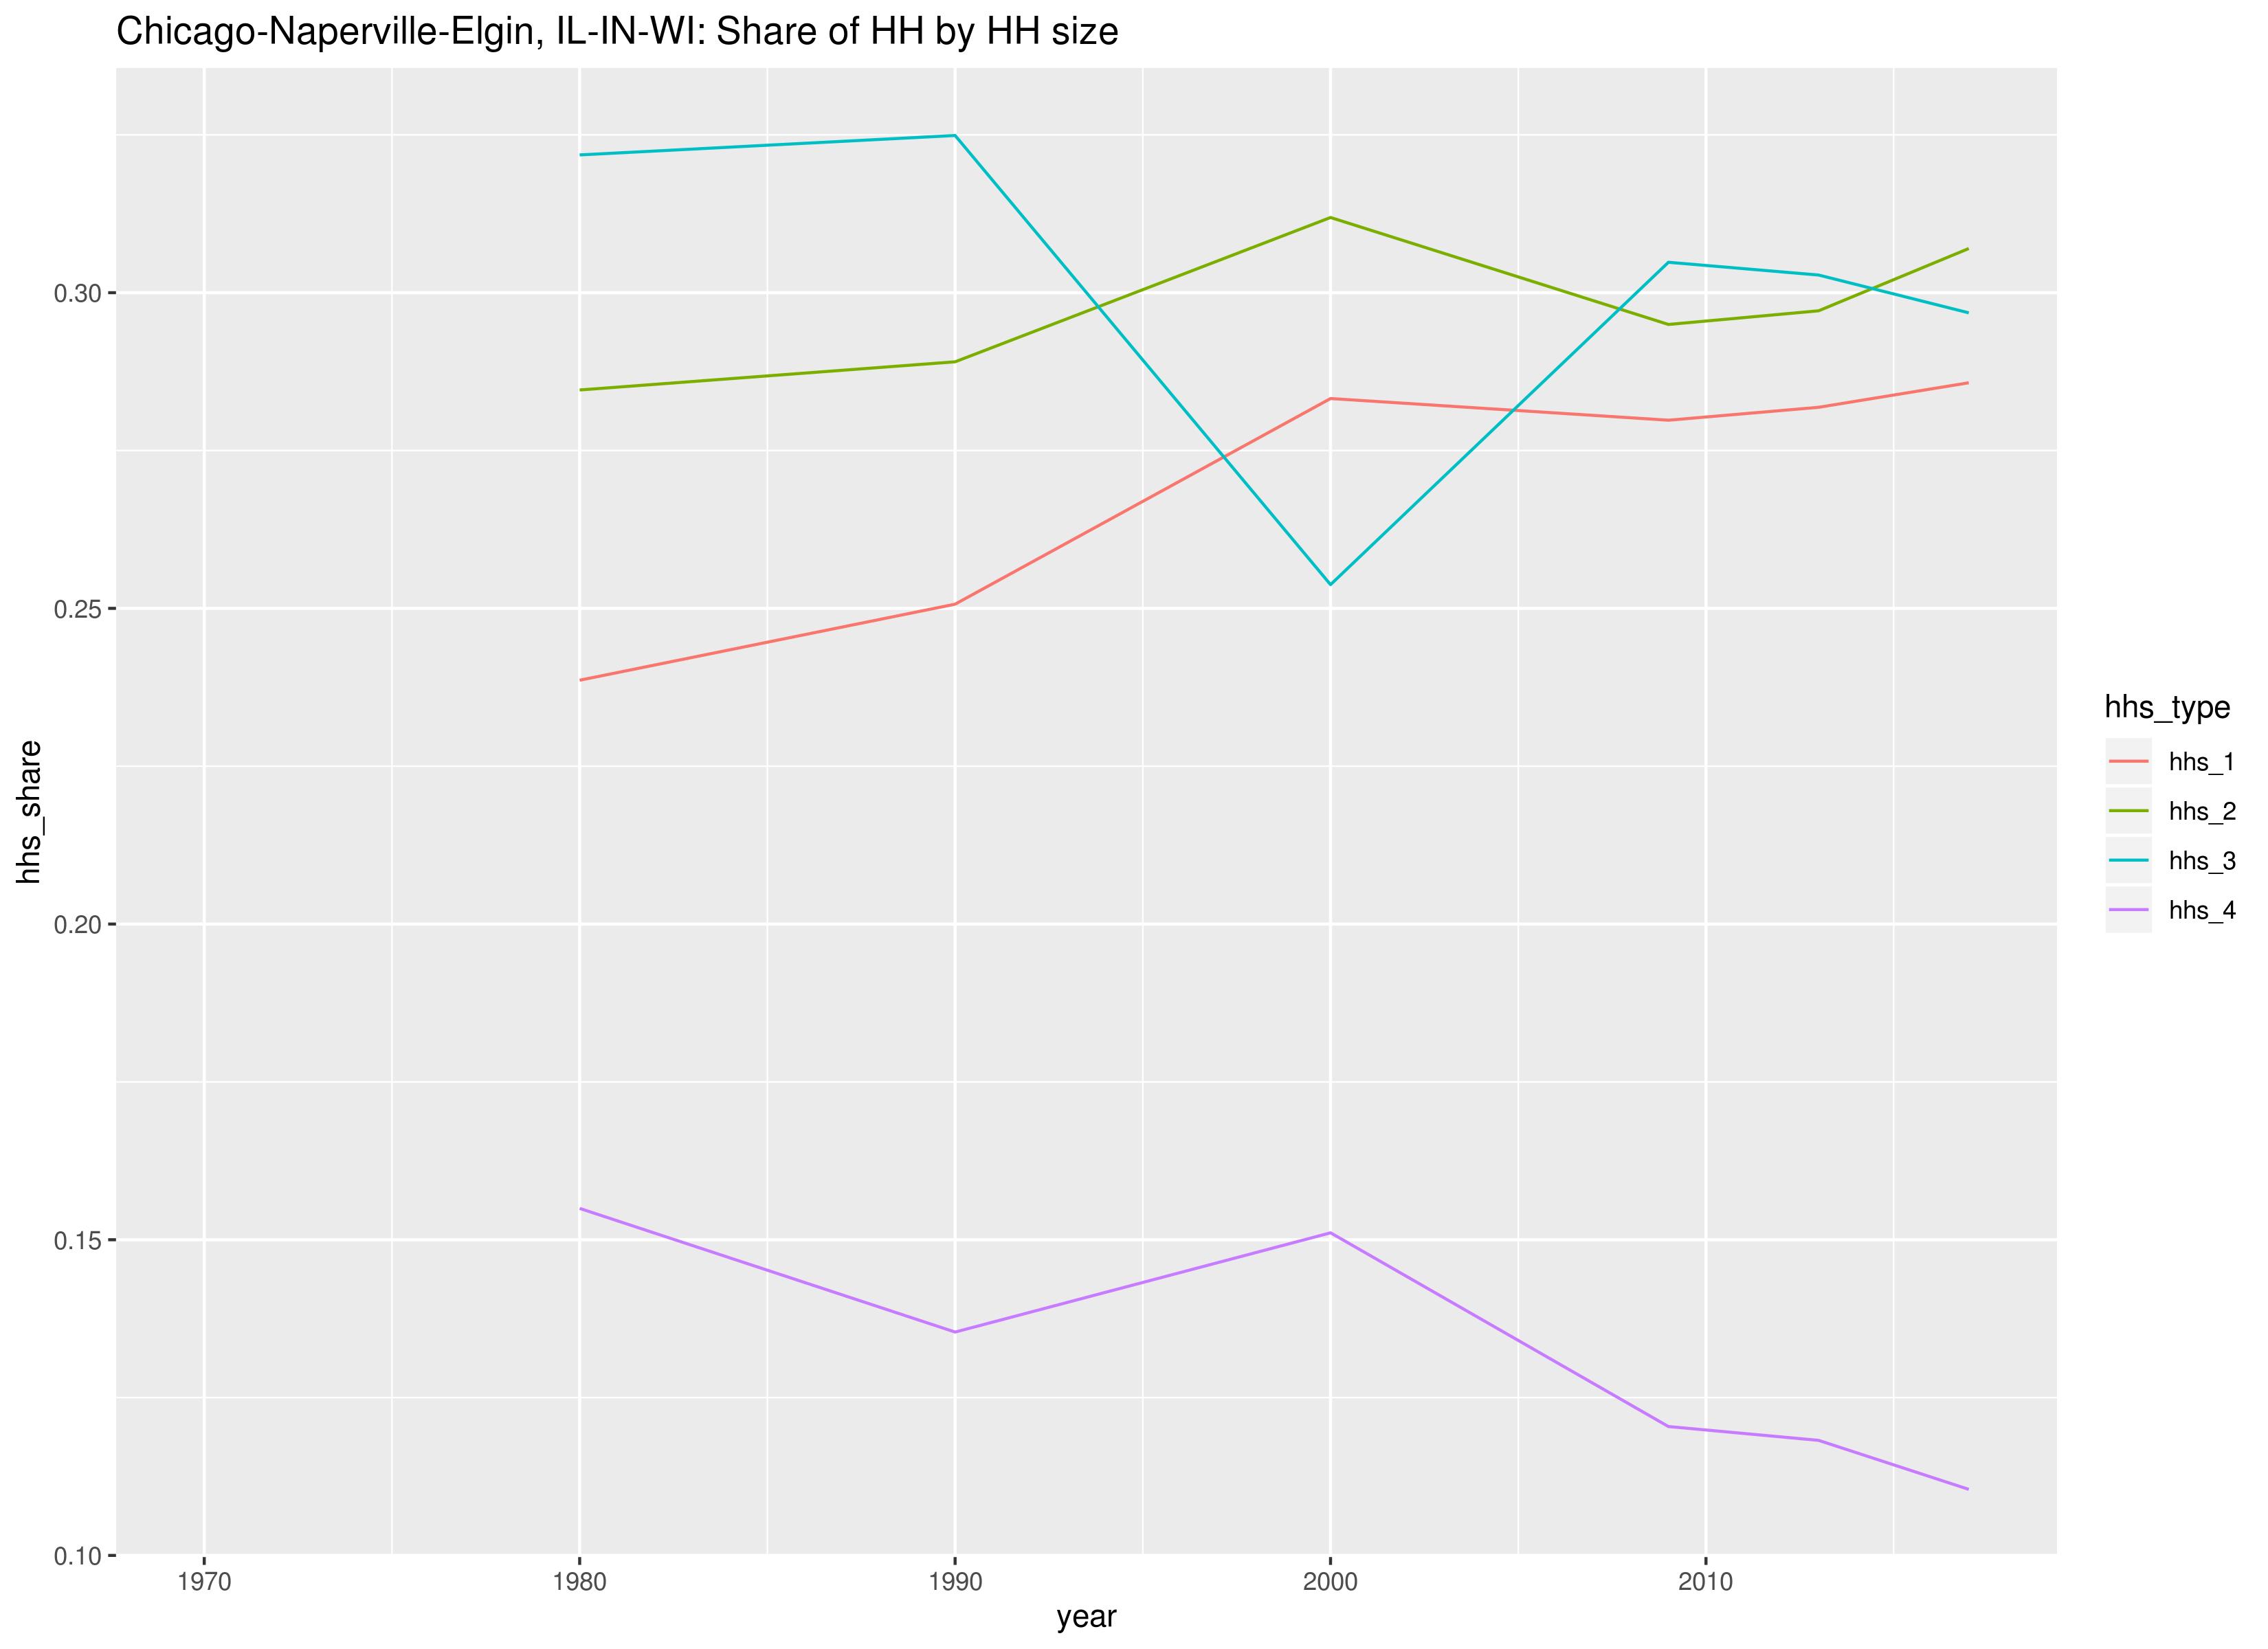 Chicago-Naperville-Elgin, IL-IN-WI: Share of HH by HH size
hhs_share
0.30
0.25
0.20
0.15
0.10
1970 1980 1990 2000 2010
year
hhs_type
hhs_1
hhs_2
hhs_3
hhs_4